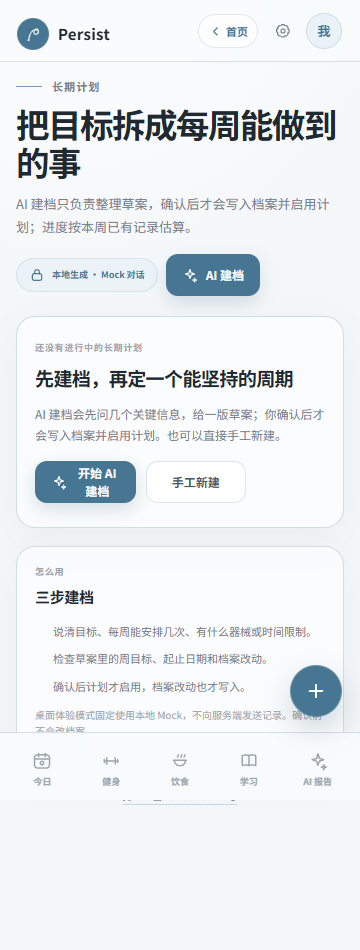 Persist
首页
我
长期计划
把目标拆成每周能做到
的事
AI 建档只负责整理草案，确认后才会写入档案并启用计
划；进度按本周已有记录估算。
本地生成 · Mock 对话
AI 建档
还没有进行中的长期计划
先建档，再定一个能坚持的周期
AI 建档会先问几个关键信息，给一版草案；你确认后才
会写入档案并启用计划。也可以直接手工新建。
开始 AI
建档
手工新建
怎么用
三步建档
说清目标、每周能安排几次、有什么器械或时间限制。
检查草案里的周目标、起止日期和档案改动。
确认后计划才启用，档案改动也才写入。
桌面体验模式固定使用本地 Mock，不向服务端发送记录。确认前
不会改档案。
今日
健身
饮食
学习
AI 报告